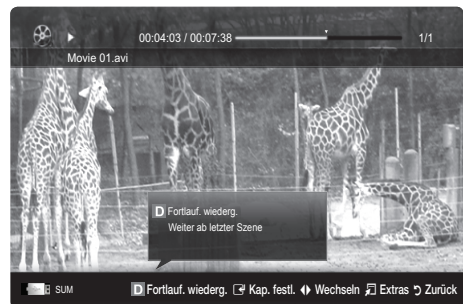 00:04:03 / 00:07:38 1/1
Movie 01.avi
D Fortlauf. wiederg.
Weiter ab letzter Szene
SUM D Fortlauf. wiederg. Kap. festl. Wechseln Extras Zurück